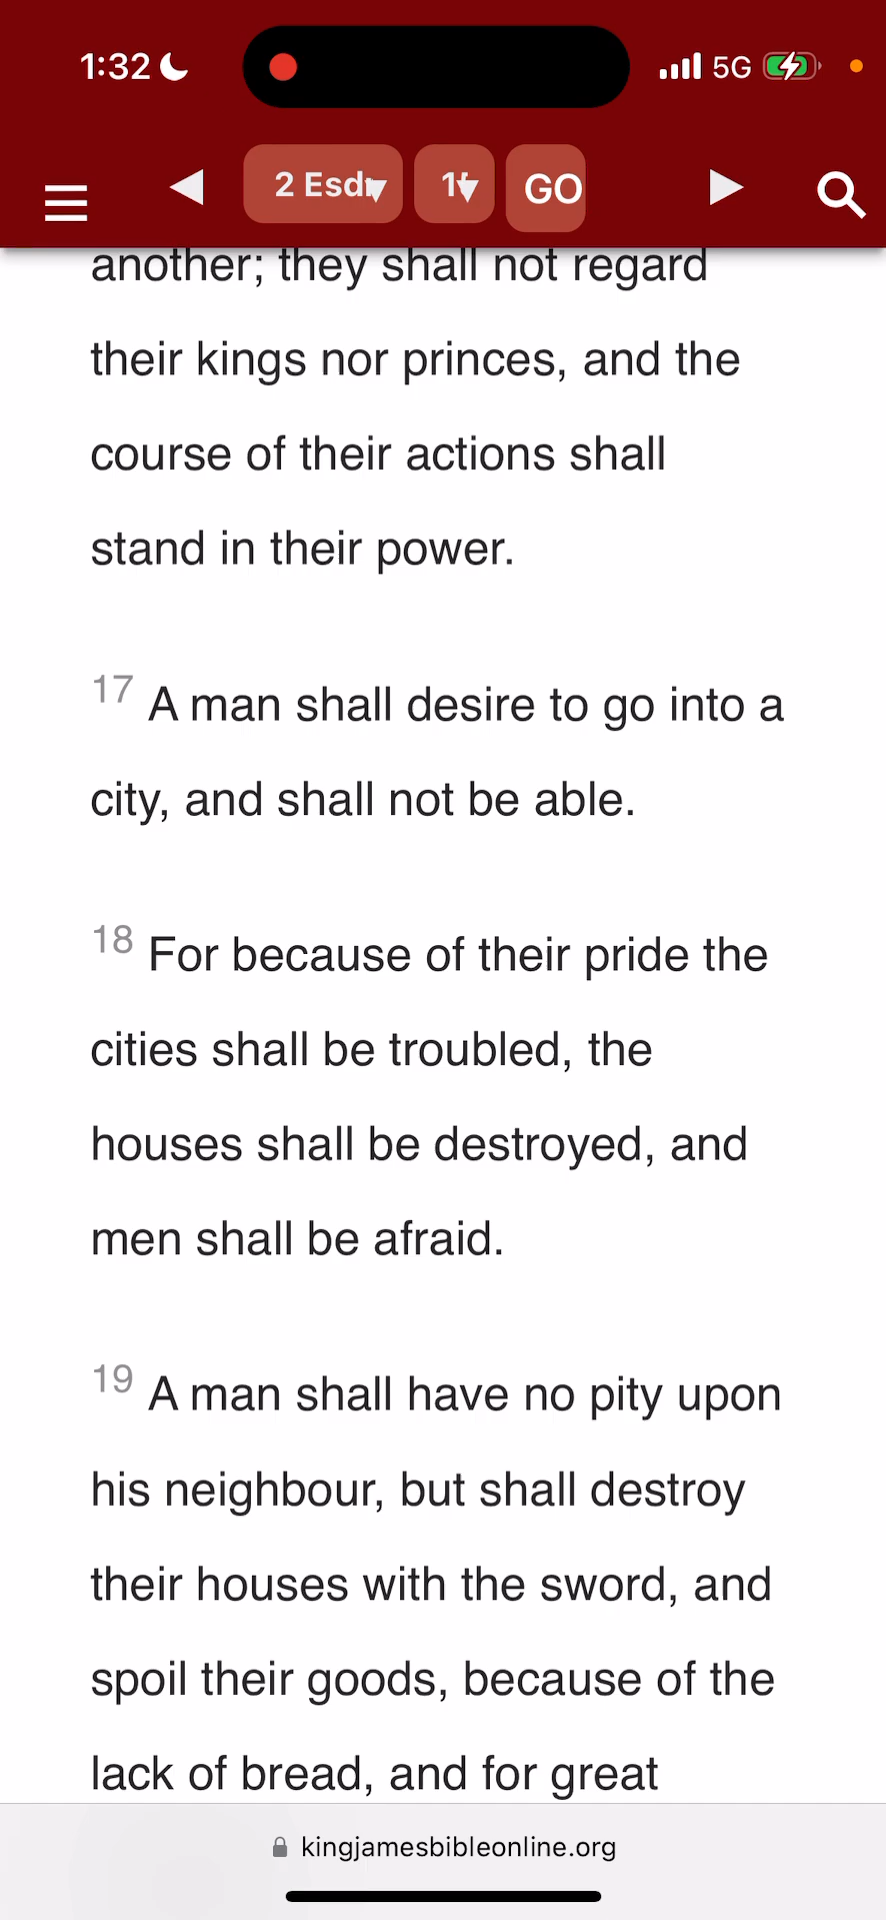 1:32 5G
2 Esdr GO
another; they shall not regard
their kings nor princes, and the
course of their actions shall
stand in their power.
17 A man shall desire to go into a
city, and shall not be able.
18 For because of their pride the
cities shall be troubled, the
houses shall be destroyed, and
men shall be afraid.
19 A man shall have no pity upon
his neighbour, but shall destroy
their houses with the sword, and
spoil their goods, because of the
lack of bread, and for great
kingjamesbibleonline.org